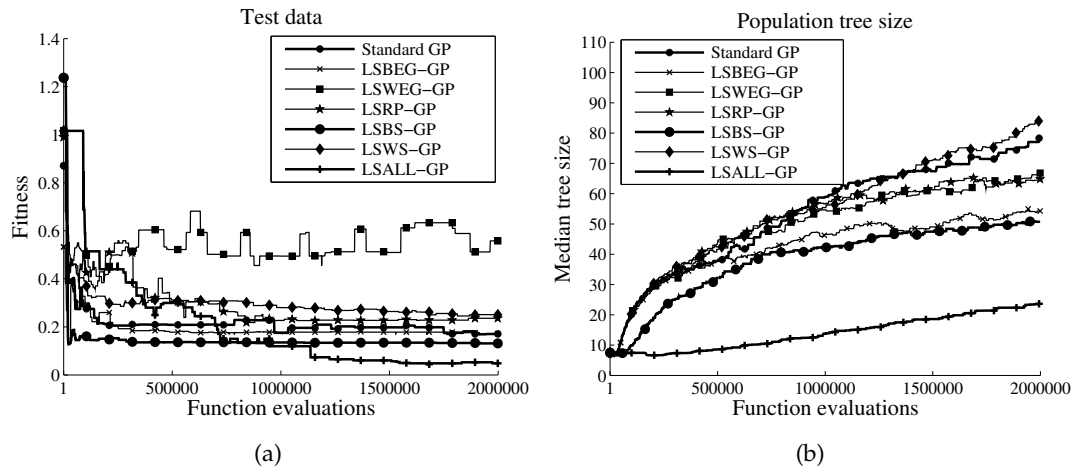 Test data
1.4
1.2
1
0.8
0.6
0.4
0.2
0
Fitness
Standard GP
LSBEG-GP
LSWEG-GP
LSRP-GP
LSBS-GP
LSWS-GP
LSALL-GP
1 500000 1000000 1500000 2000000
Function evaluations
(a)
Population tree size
110
100
90
80
70
60
50
40
30
20
10
0
Median tree size
Standard GP
LSBEG-GP
LSWEG-GP
LSRP-GP
LSBS-GP
LSWS-GP
LSALL-GP
1 500000 1000000 1500000 2000000
Function evaluations
(b)